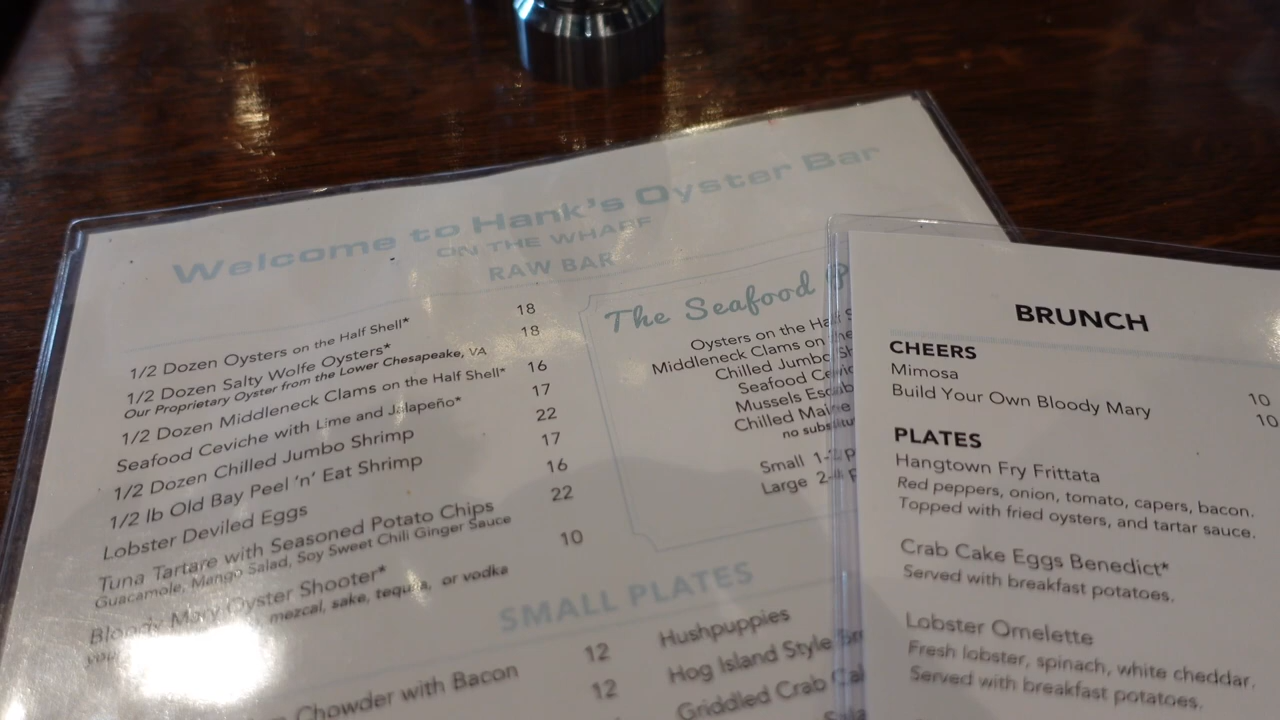 Welcome to Hank's Oyster Bar
ON THE WHARF
RAW BAR
1/2 Dozen Oysters on the Half Shell* 18
1/2 Dozen Salty Wolfe Oysters* 18
Our Proprietary Oyster from the Lower Chesapeake, VA
1/2 Dozen Middleneck Clams on the Half Shell* 16
Seafood Ceviche with Lime and Jalapeño* 17
1/2 Dozen Chilled Jumbo Shrimp 22
1/2 lb Old Bay Peel 'n' Eat Shrimp 17
Lobster Deviled Eggs 16
Tuna Tartare with Seasoned Potato Chips 22
Guacamole, Mango Salad, Soy Sweet Chili Ginger Sauce
Bloody Mary Oyster Shooter* 10
mezcal, sake, tequila, or vodka
The Seafood
Oysters on the Half
Middleneck Clams on the
Chilled Jumbo
Seafood
Mussels
Chilled Maine
no
Small
Large
SMALL PLATES
Chowder with Bacon 12
12
Hushpuppies
Hog Island Style
Griddled Crab
BRUNCH
CHEERS
Mimosa 10
Build Your Own Bloody Mary 10
PLATES
Hangtown Fry Frittata
Red peppers, onion, tomato, capers, bacon.
Topped with fried oysters, and tartar sauce.
Crab Cake Eggs Benedict*
Served with breakfast potatoes.
Lobster Omelette
Fresh lobster, spinach, white cheddar.
Served with breakfast potatoes.